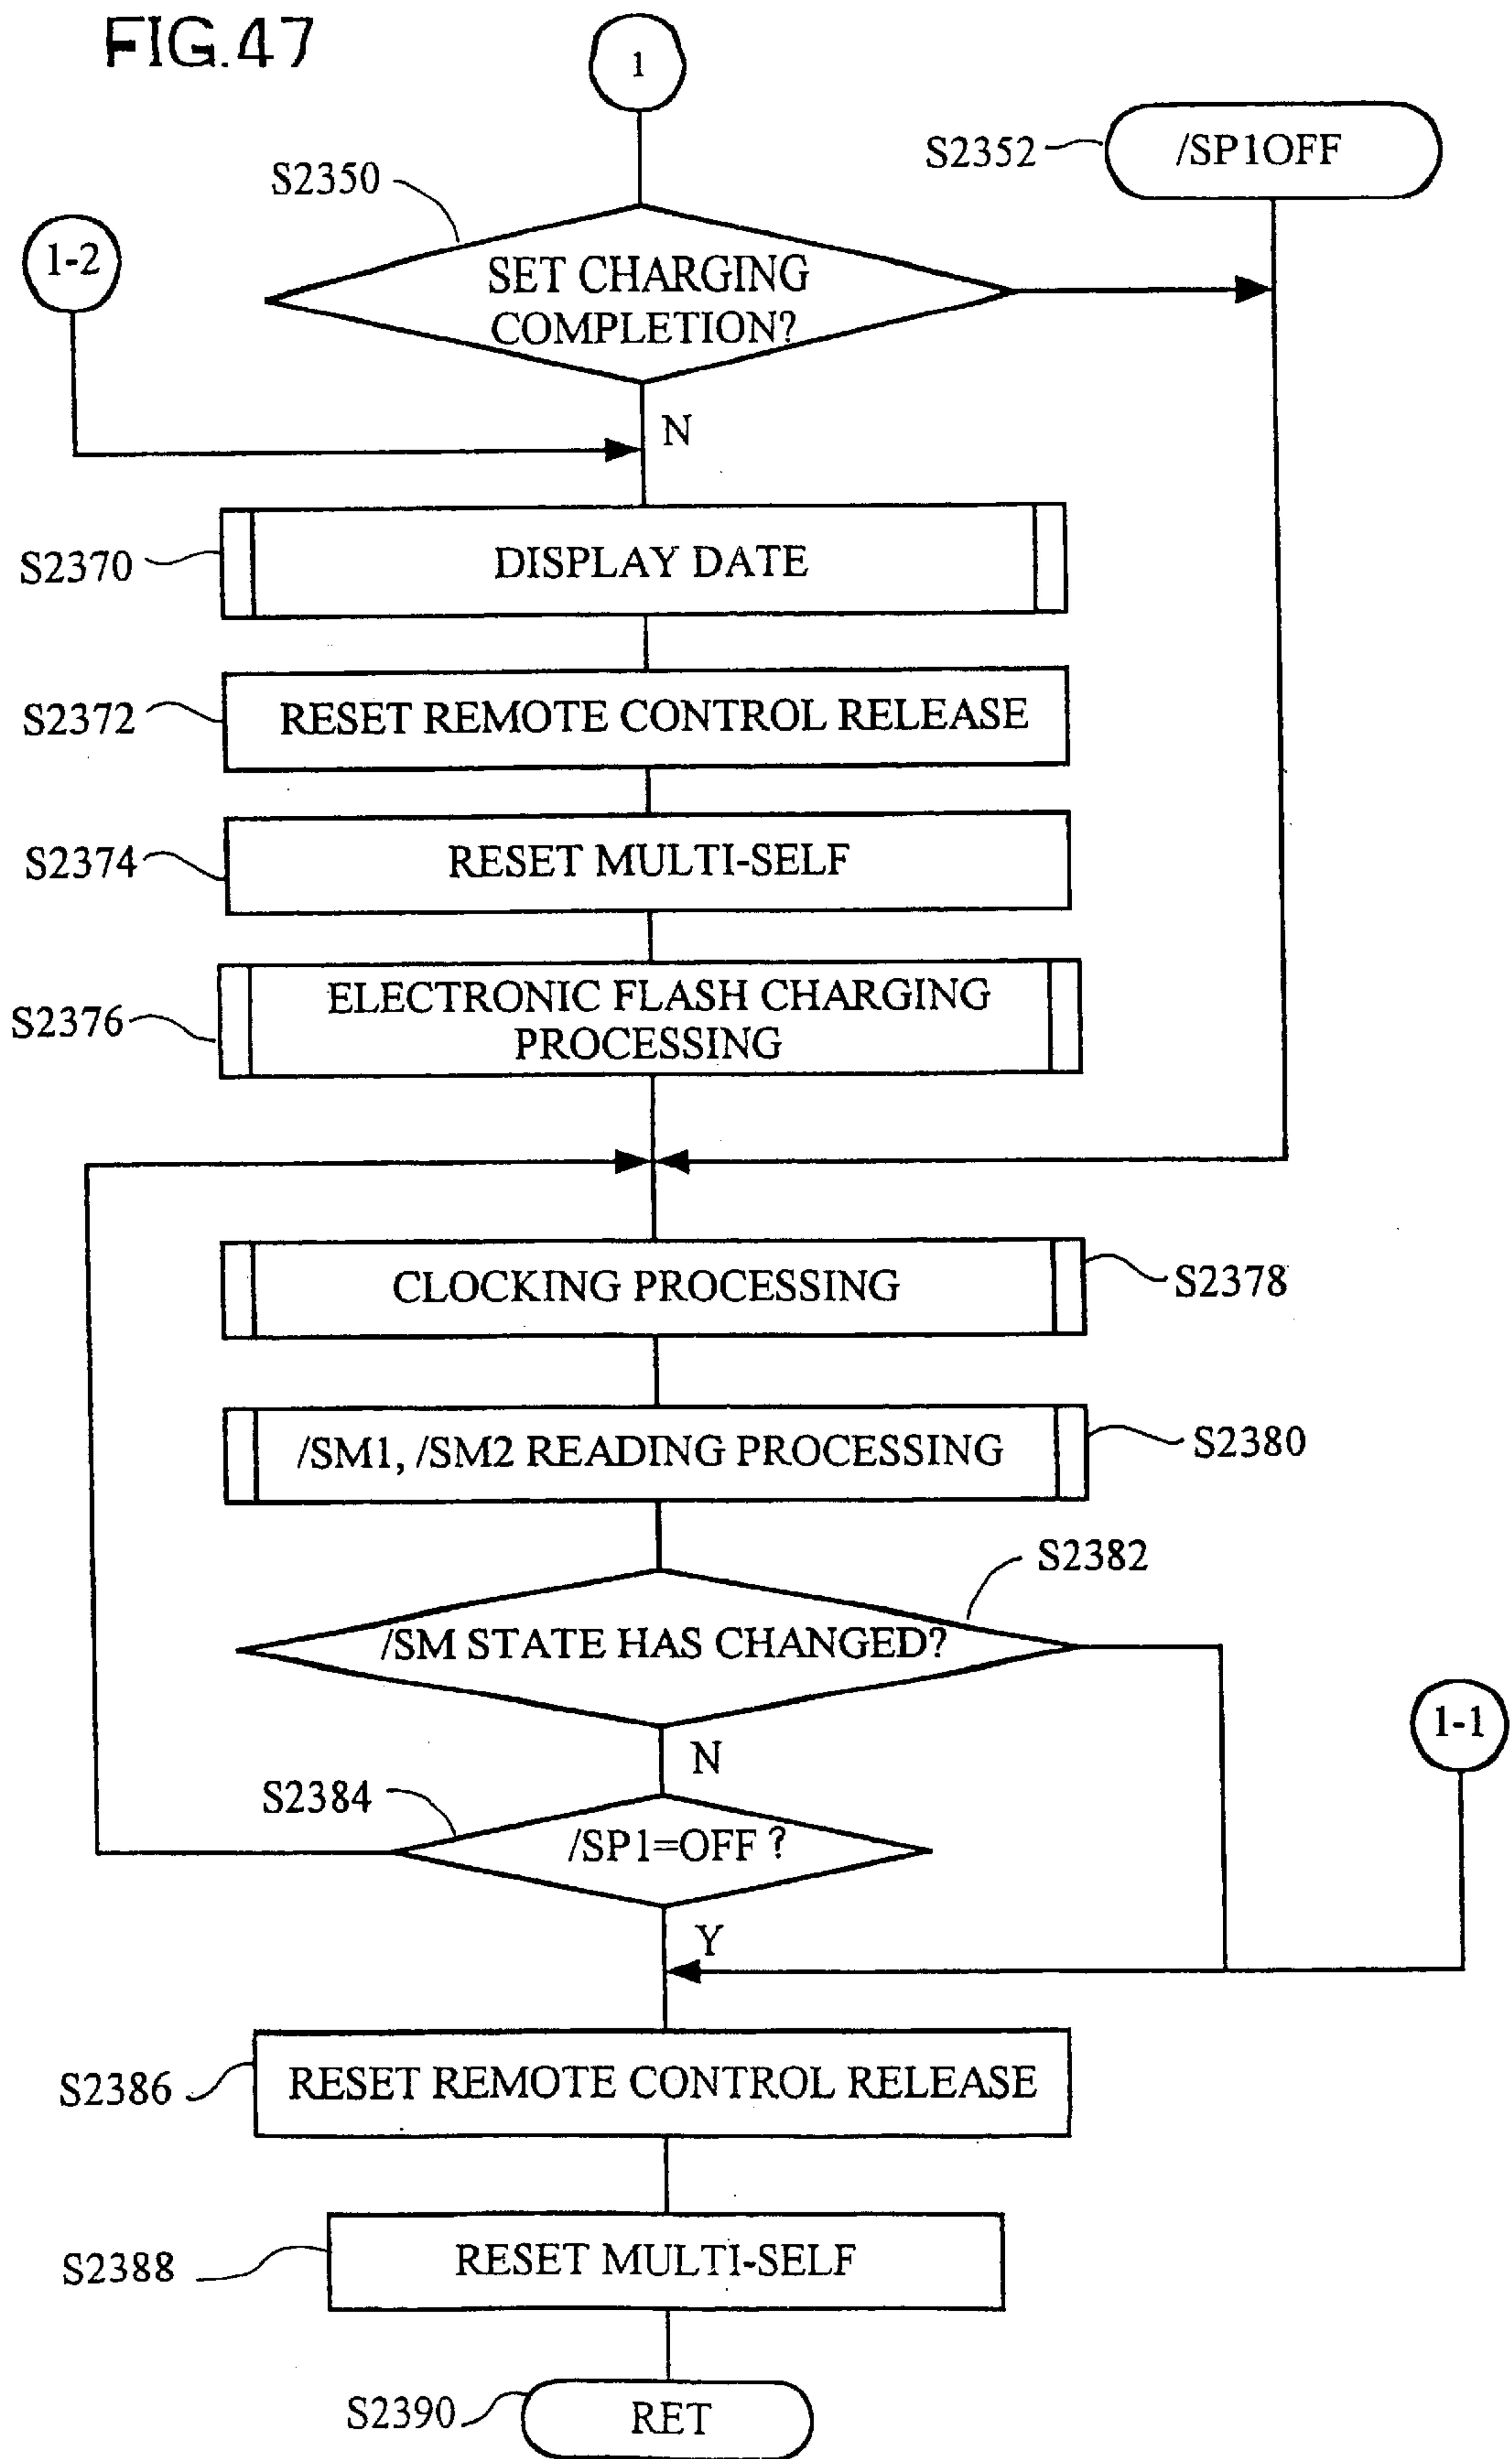 FIG.47
1
S2352
/SP1OFF
S2350
1-2
SET CHARGING
COMPLETION?
N
S2370
DISPLAY DATE
S2372
RESET REMOTE CONTROL RELEASE
S2374
RESET MULTI-SELF
S2376
ELECTRONIC FLASH CHARGING
PROCESSING
CLOCKING PROCESSING
S2378
/SM1, /SM2 READING PROCESSING
S2380
S2382
/SM STATE HAS CHANGED?
1-1
N
S2384
/SP1=OFF ?
Y
S2386
RESET REMOTE CONTROL RELEASE
S2388
RESET MULTI-SELF
S2390
RET